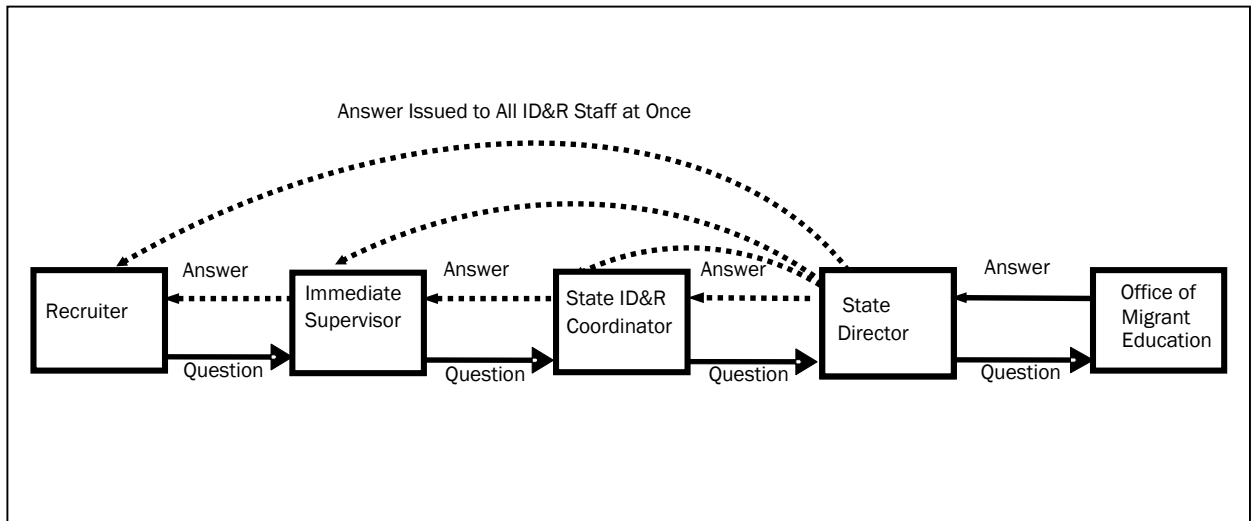 Answer Issued to All ID&R Staff at Once
Answer
Answer
Answer
Answer
Recruiter
Immediate
Supervisor
State ID&R
Coordinator
State
Director
Office of
Migrant
Education
Question
Question
Question
Question